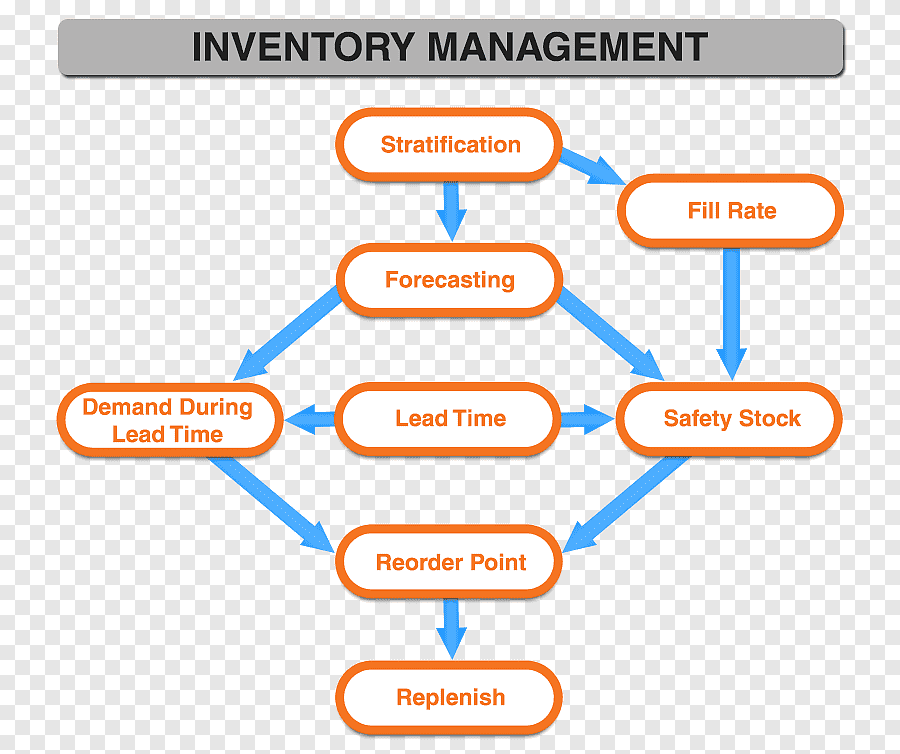 INVENTORY MANAGEMENT
Stratification
Fill Rate
Forecasting
Demand During
Lead Time
Lead Time
Safety Stock
Reorder Point
Replenish